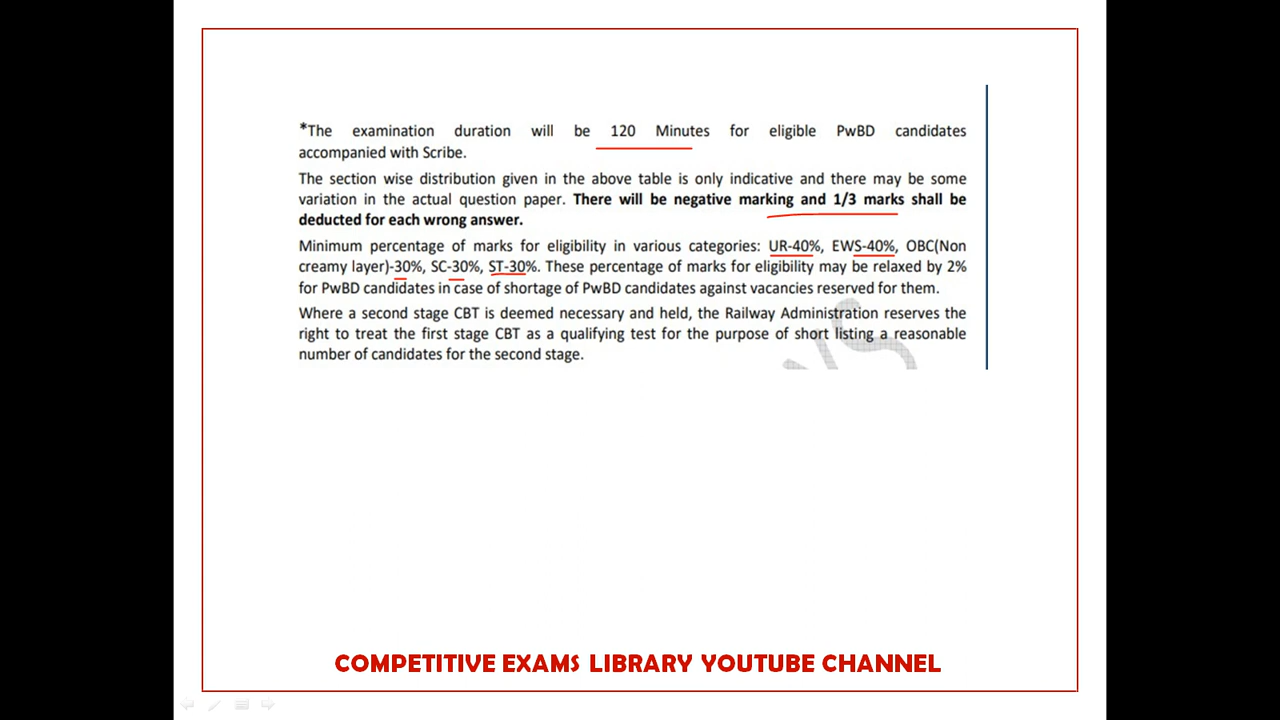 *The examination duration will be 120 Minutes for eligible PwBD candidates
accompanied with Scribe.
The section wise distribution given in the above table is only indicative and there may be some
variation in the actual question paper. There will be negative marking and 1/3 marks shall be
deducted for each wrong answer.
Minimum percentage of marks for eligibility in various categories: UR-40%, EWS-40%, OBC(Non
creamy layer)-30%, SC-30%, ST-30%. These percentage of marks for eligibility may be relaxed by 2%
for PwBD candidates in case of shortage of PwBD candidates against vacancies reserved for them.
Where a second stage CBT is deemed necessary and held, the Railway Administration reserves the
right to treat the first stage CBT as a qualifying test for the purpose of short listing a reasonable
number of candidates for the second stage.
COMPETITIVE EXAMS LIBRARY YOUTUBE CHANNEL